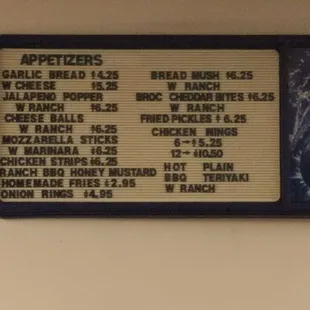 APPETIZERS
GARLIC BREAD $4.25
W CHEESE $5.25
JALAPENO POPPER
W RANCH $6.25
CHEESE BALLS
W RANCH $6.25
MOZZARELLA STICKS
W MARINARA $6.25
CHICKEN STRIPS $6.25
RANCH BBQ HONEY MUSTARD
HOMEMADE FRIES $2.95
ONION RINGS $4.95
BREAD MUSH $6.25
W RANCH
BROC CHEDDAR BITES $6.25
W RANCH
FRIED PICKLES $6.25
CHICKEN WINGS
6 → $5.25
12 → $10.50
HOT PLAIN
BBQ TERIYAKI
W RANCH